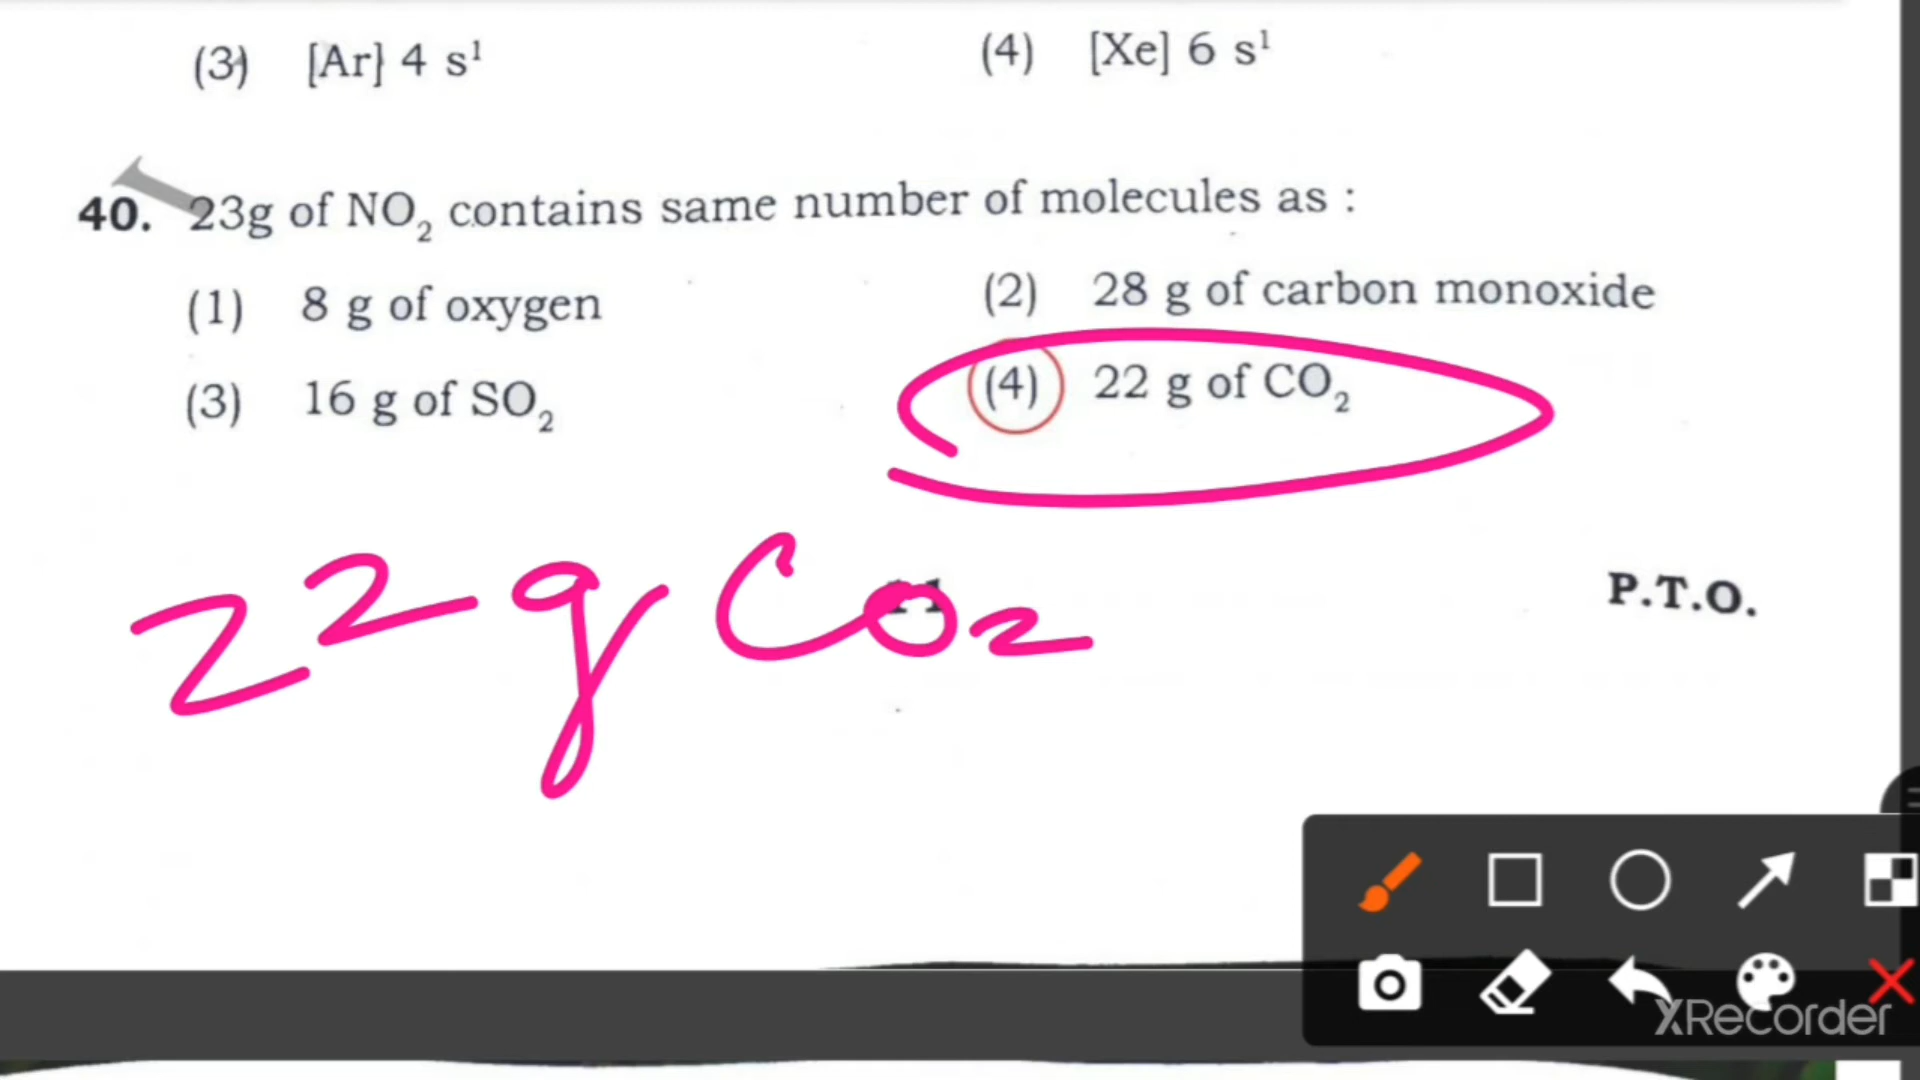 (3) [Ar] 4 s¹ (4) [Xe] 6 s¹
40. 23g of NO₂ contains same number of molecules as :
(1) 8 g of oxygen (2) 28 g of carbon monoxide
(3) 16 g of SO₂ (4) 22 g of CO₂
22 g CO₂
P.T.O.
XRecorder